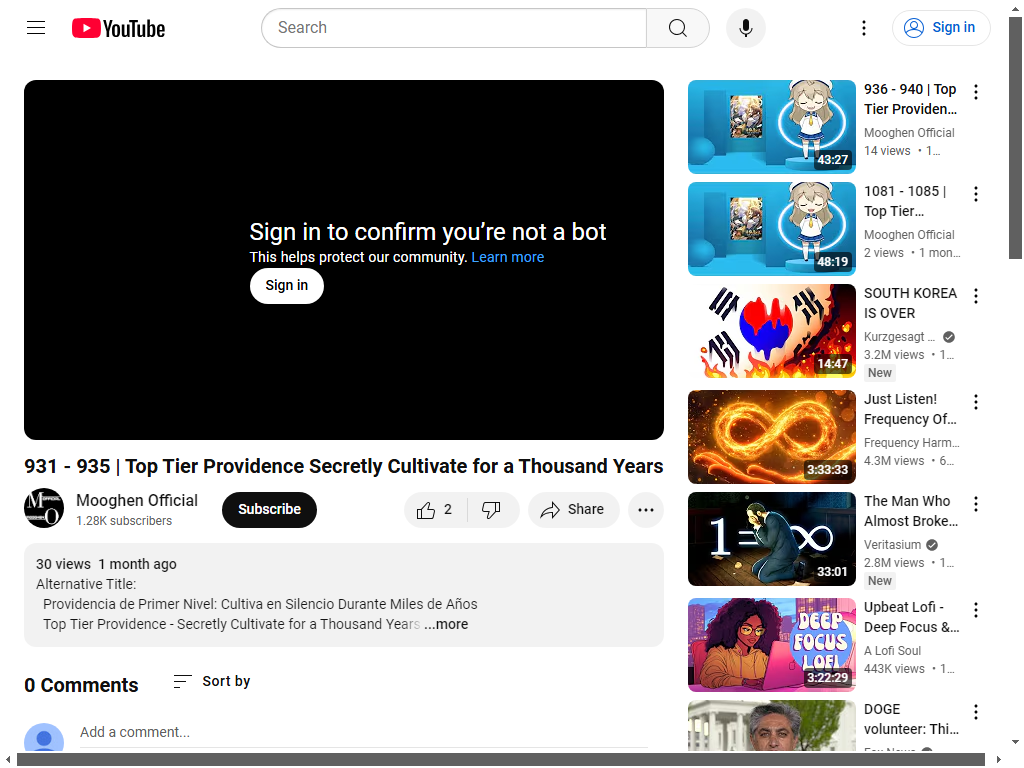 YouTube
Search
Sign in
Sign in to confirm you’re not a bot
This helps protect our community. Learn more
Sign in
931 - 935 | Top Tier Providence Secretly Cultivate for a Thousand Years
Mooghen Official
1.28K subscribers
Subscribe
2
Share
30 views 1 month ago
Alternative Title:
Providencia de Primer Nivel: Cultiva en Silencio Durante Miles de Años
Top Tier Providence - Secretly Cultivate for a Thousand Years ...more
0 Comments
Sort by
Add a comment...
43:27
936 - 940 | Top
Tier Providen…
Mooghen Official
14 views • 1…
48:19
1081 - 1085 |
Top Tier…
Mooghen Official
2 views • 1 mon…
14:47
SOUTH KOREA
IS OVER
Kurzgesagt …
3.2M views • 1…
New
3:33:33
Just Listen!
Frequency Of…
Frequency Harm…
4.3M views • 6…
1=∞
33:01
The Man Who
Almost Broke…
Veritasium
2.8M views • 1…
New
DEEP
FOCUS
LOFI
3:22:29
Upbeat Lofi -
Deep Focus &…
A Lofi Soul
443K views • 1…
DOGE
volunteer: Thi…
Fox News